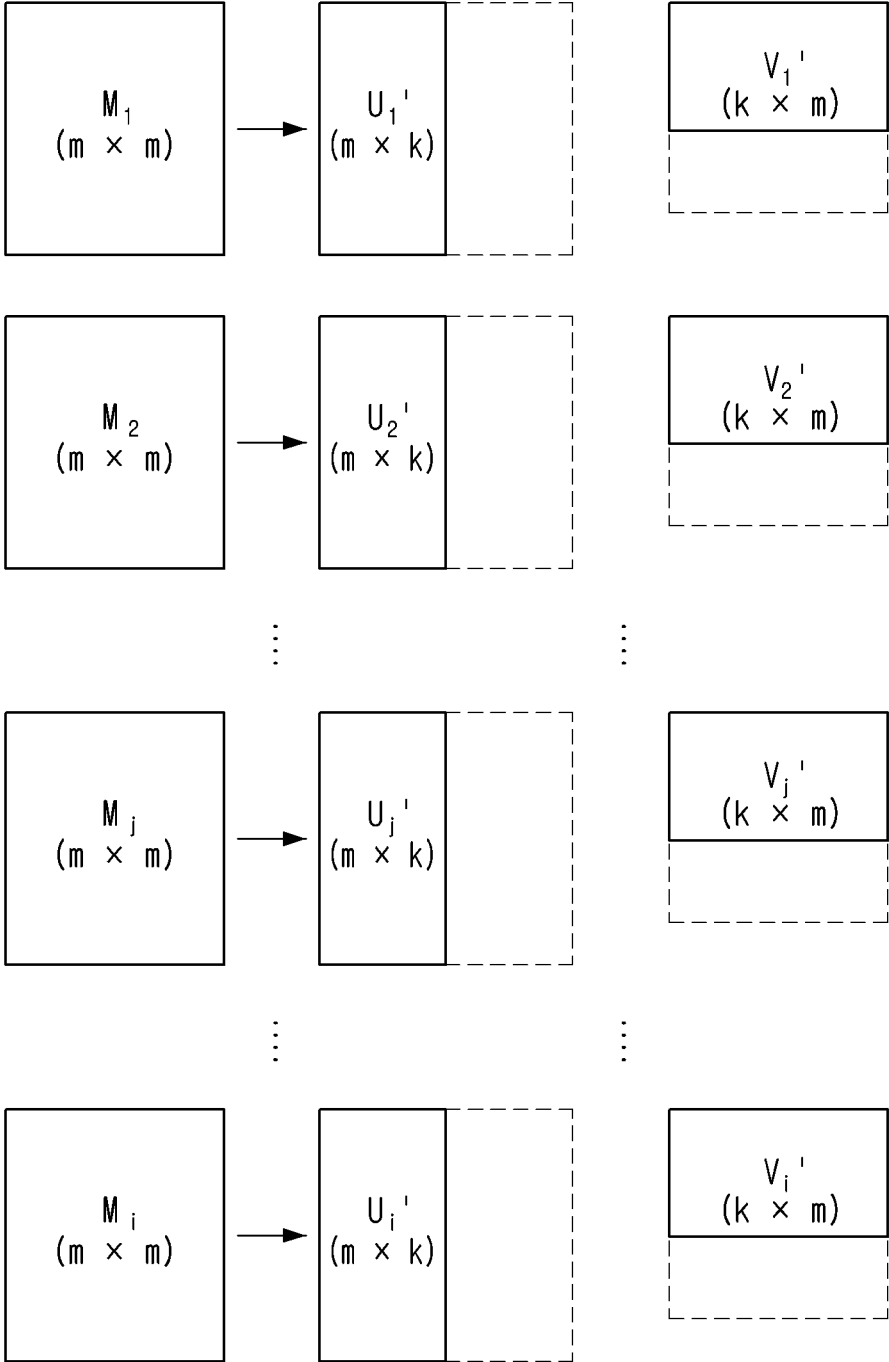 M₁
(m × m)
U₁'
(m × k)
V₁'
(k × m)
M₂
(m × m)
U₂'
(m × k)
V₂'
(k × m)
Mⱼ
(m × m)
Uⱼ'
(m × k)
Vⱼ'
(k × m)
Mᵢ
(m × m)
Uᵢ'
(m × k)
Vᵢ'
(k × m)